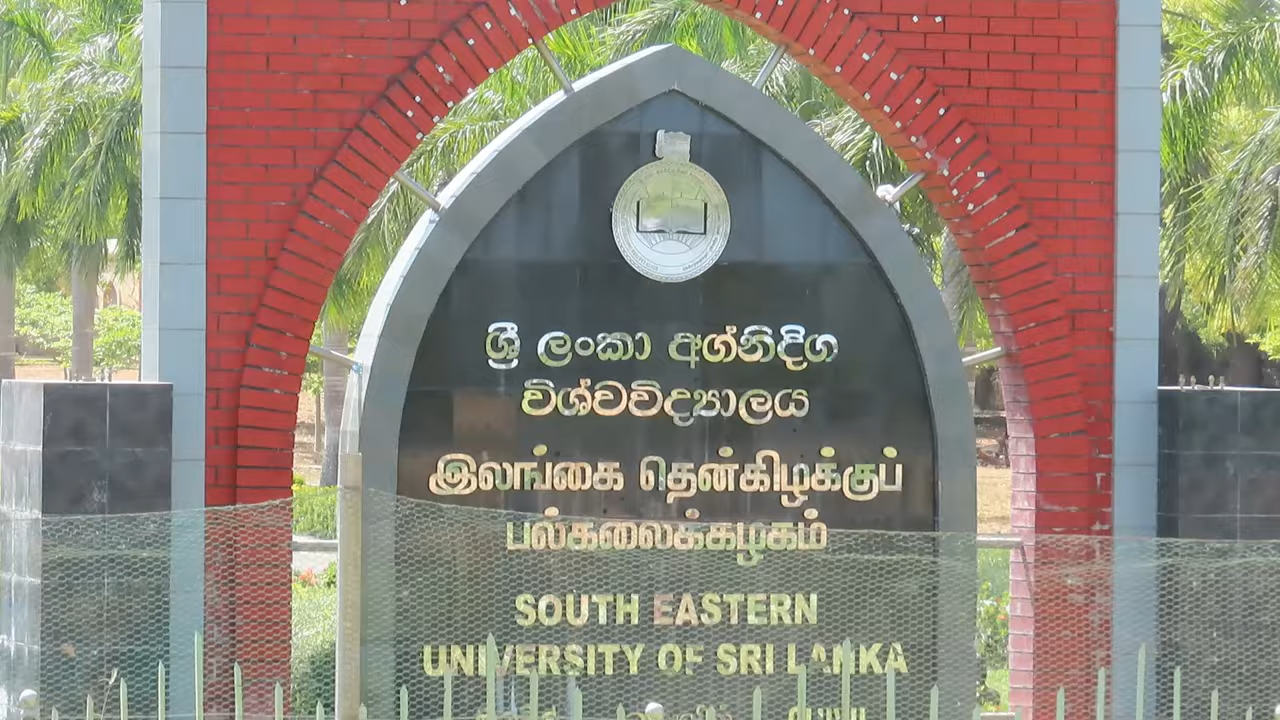 ශ්‍රී ලංකා අග්නිදිග
විශ්වවිද්‍යාලය
இலங்கை தென்கிழக்குப்
பல்கலைக்கழகம்
SOUTH EASTERN
UNIVERSITY OF SRI LANKA